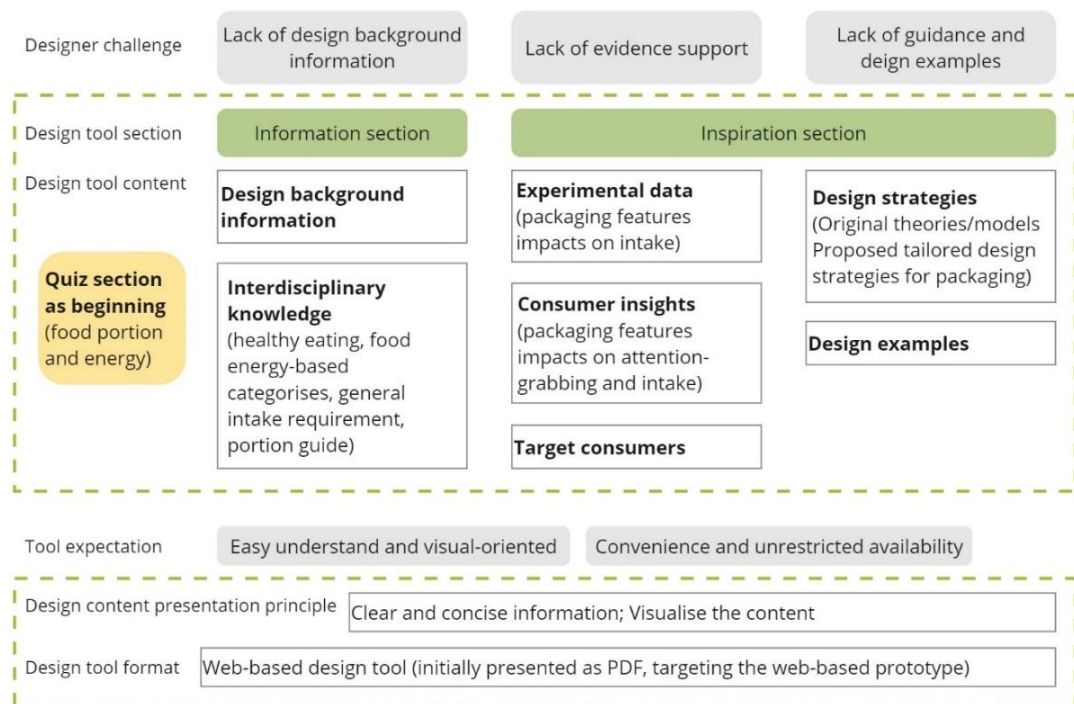 Designer challenge
Lack of design background
information
Lack of evidence support
Lack of guidance and
deign examples
Design tool section
Information section
Inspiration section
Design tool content
Design background
information
Experimental data
(packaging features
impacts on intake)
Design strategies
(Original theories/models
Proposed tailored design
strategies for packaging)
Quiz section
as beginning
(food portion
and energy)
Interdisciplinary
knowledge
(healthy eating, food
energy-based
categorises, general
intake requirement,
portion guide)
Consumer insights
(packaging features
impacts on attention-
grabbing and intake)
Design examples
Target consumers
Tool expectation
Easy understand and visual-oriented
Convenience and unrestricted availability
Design content presentation principle
Clear and concise information; Visualise the content
Design tool format
Web-based design tool (initially presented as PDF, targeting the web-based prototype)